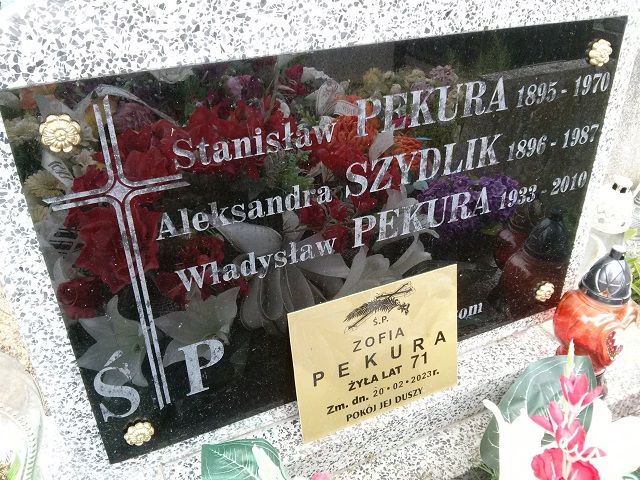 Stanisław PEKURA 1895 - 1970
Aleksandra SZYDLIK 1896 - 1987
Władysław PEKURA 1933 - 2010
Ś P
Ś.P.
ZOFIA
PEKURA
ŻYŁA LAT 71
Zm. dn. 20·02·2023r.
POKÓJ JEJ DUSZY